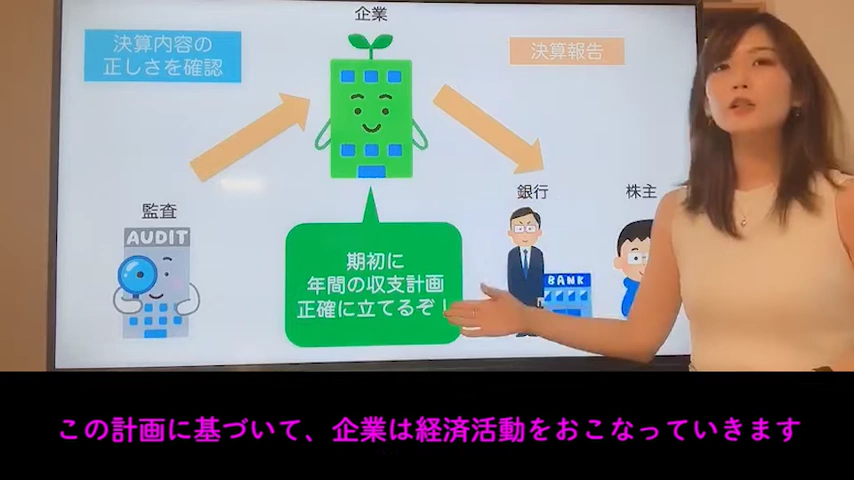 企業
決算内容の
正しさを確認
決算報告
監査
AUDIT
銀行
株主
BANK
期初に
年間の収支計画
正確に立てるぞ！
この計画に基づいて、企業は経済活動をおこなっていきます